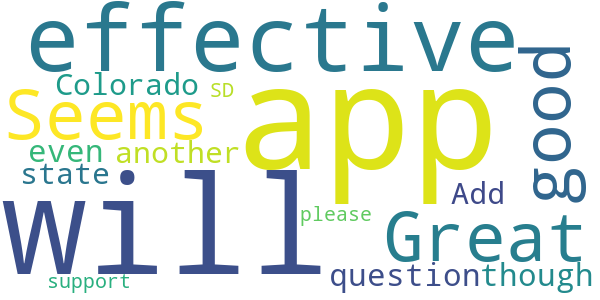 effective
Colorado SD
Seems app good
even another
state will Add
please Great
support question though